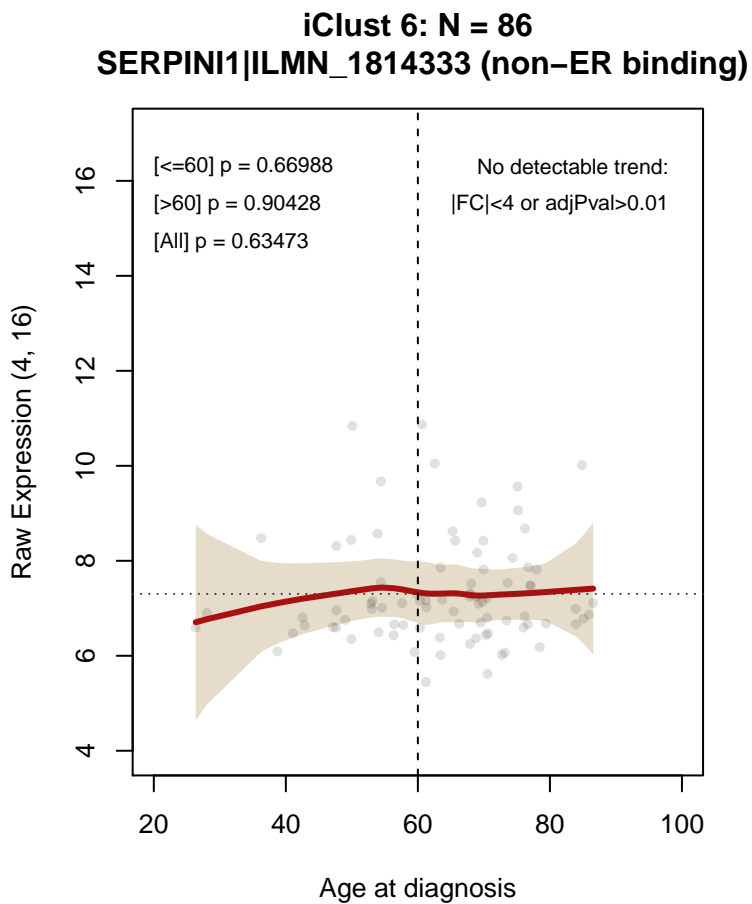 iClust 6: N = 86
SERPINI1|ILMN_1814333 (non−ER binding)
[<=60] p = 0.66988
[>60] p = 0.90428
[All] p = 0.63473
No detectable trend:
|FC|<4 or adjPval>0.01
Raw Expression (4, 16)
16
14
12
10
8
6
4
20
40
60
80
100
Age at diagnosis